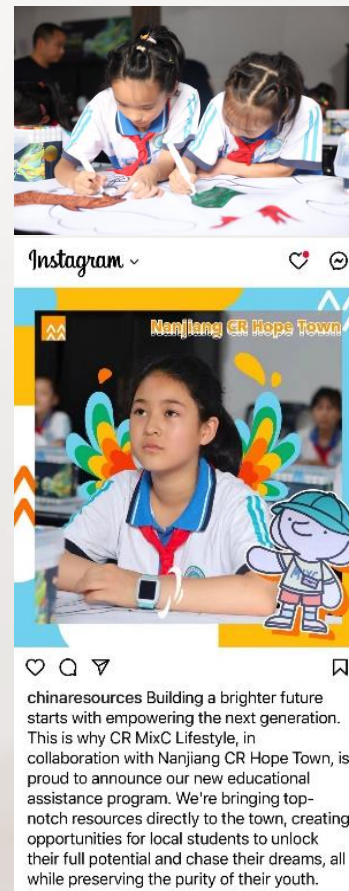 Instagram
Nanjiang CR Hope Town
chinaresources Building a brighter future
starts with empowering the next generation.
This is why CR MixC Lifestyle, in
collaboration with Nanjiang CR Hope Town, is
proud to announce our new educational
assistance program. We're bringing top-
notch resources directly to the town, creating
opportunities for local students to unlock
their full potential and chase their dreams, all
while preserving the purity of their youth.